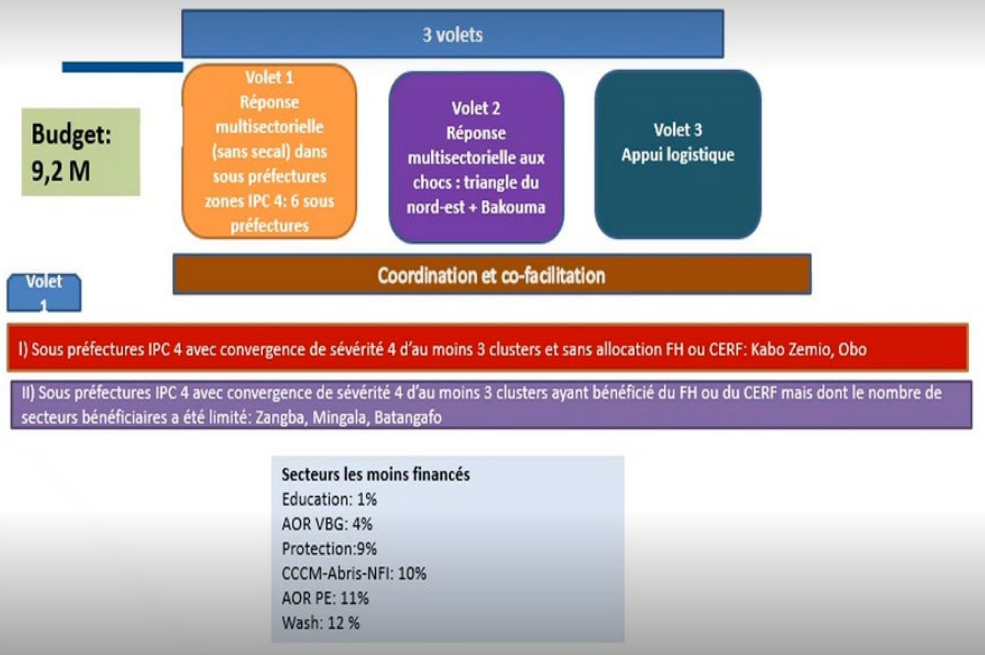 3 volets
Budget:
9,2 M
Volet 1
Réponse
multisectorielle
(sans secal) dans
sous préfectures
zones IPC 4: 6 sous
préfectures
Volet 2
Réponse
multisectorielle aux
chocs : triangle du
nord-est + Bakouma
Volet 3
Appui logistique
Coordination et co-facilitation
Volet
1
I) Sous préfectures IPC 4 avec convergence de sévérité 4 d'au moins 3 clusters et sans allocation FH ou CERF: Kabo Zemio, Obo
II) Sous préfectures IPC 4 avec convergence de sévérité 4 d'au moins 3 clusters ayant bénéficié du FH ou du CERF mais dont le nombre de
secteurs bénéficiaires a été limité: Zangba, Mingala, Batangafo
Secteurs les moins financés
Education: 1%
AOR VBG: 4%
Protection:9%
CCCM-Abris-NFI: 10%
AOR PE: 11%
Wash: 12 %